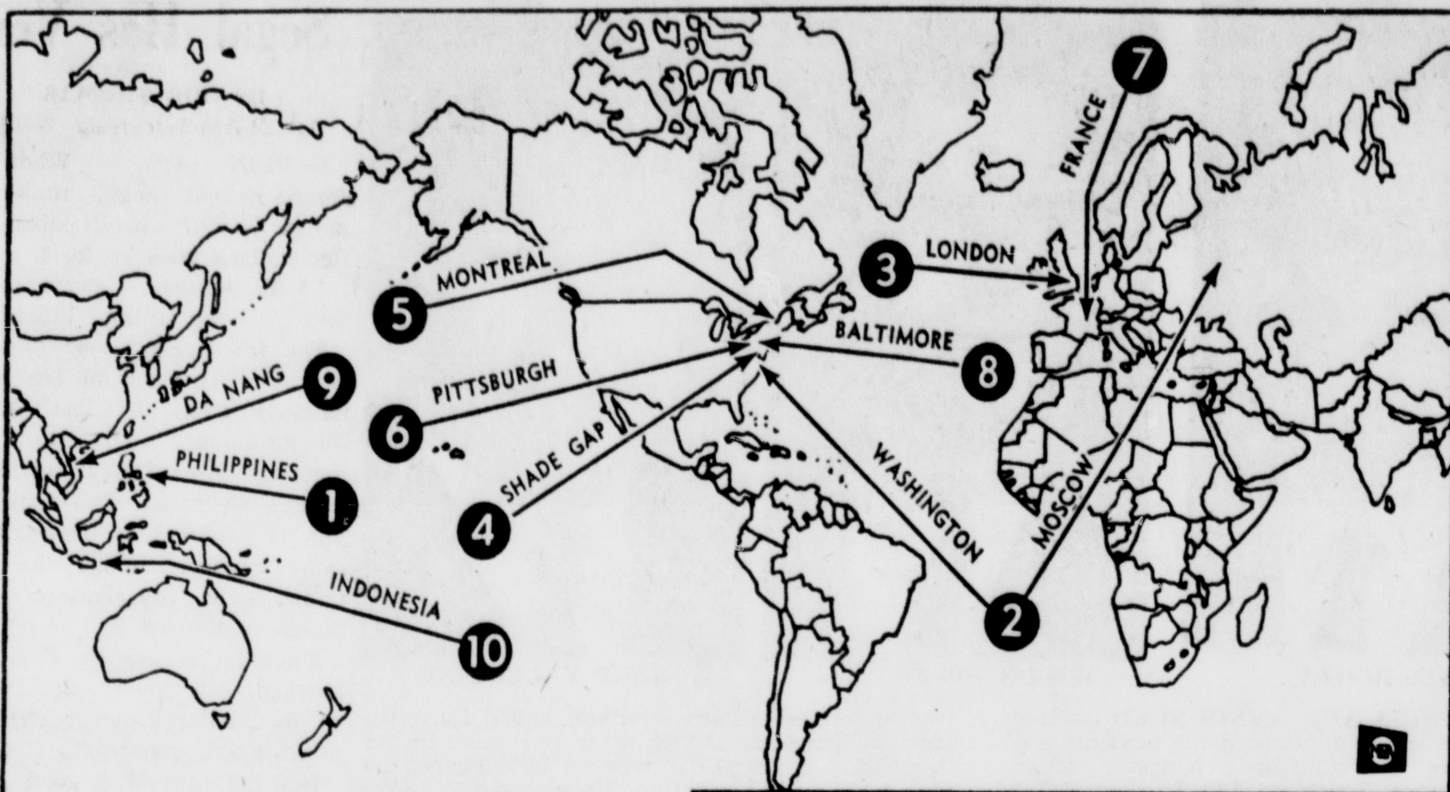 7
FRANCE
3
LONDON
5
MONTREAL
BALTIMORE
8
9
DA NANG
6
PITTSBURGH
1
PHILIPPINES
4
SHADE GAP
WASHINGTON
MOSCOW
2
INDONESIA
10